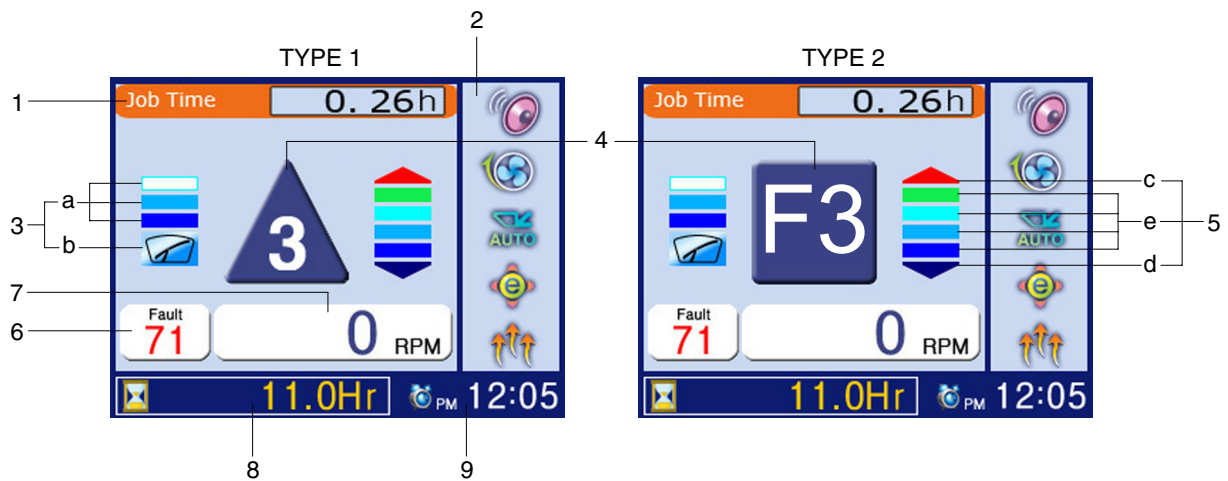 2
TYPE 1
TYPE 2
1
Job Time 0. 26h
Job Time 0. 26h
4
3
a
b
3
AUTO
F3
AUTO
c
e
d
5
7
6
Fault
71
0 RPM
Fault
71
0 RPM
11.0Hr PM 12:05
11.0Hr PM 12:05
8
9